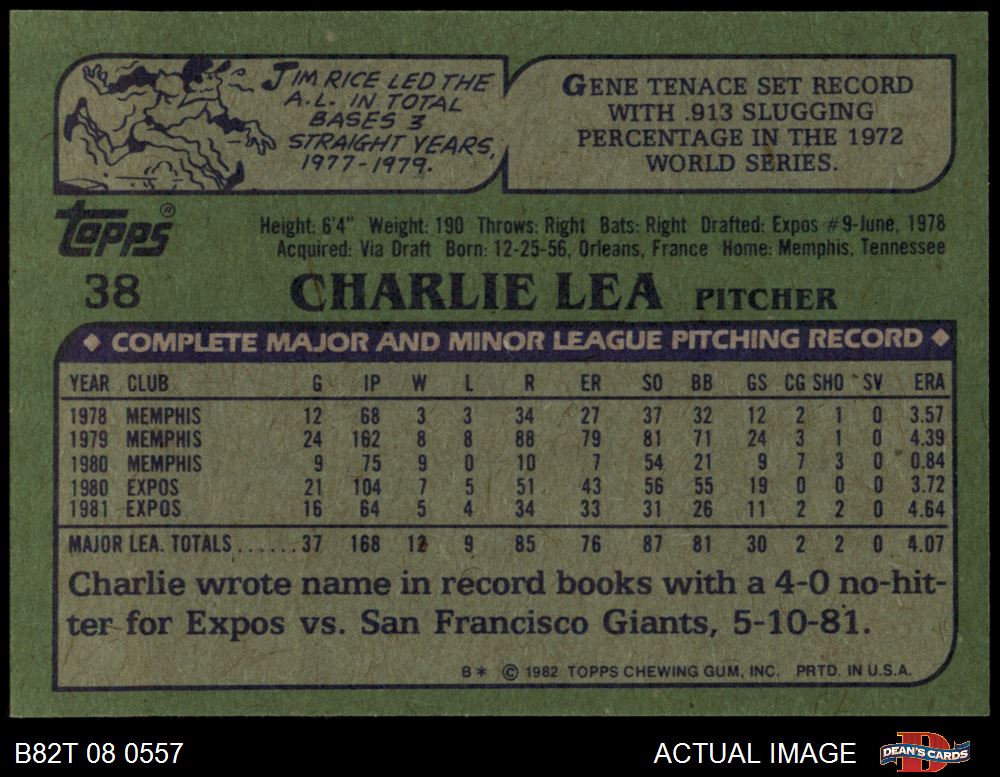 JIM RICE LED THE
A.L. IN TOTAL
BASES 3
STRAIGHT YEARS,
1977-1979.
GENE TENACE SET RECORD
WITH .913 SLUGGING
PERCENTAGE IN THE 1972
WORLD SERIES.
Topps®
38
Height: 6'4" Weight: 190 Throws: Right Bats: Right Drafted: Expos #9-June, 1978
Acquired: Via Draft Born: 12-25-56, Orleans, France Home: Memphis, Tennessee
CHARLIE LEA PITCHER
◆ COMPLETE MAJOR AND MINOR LEAGUE PITCHING RECORD ◆
YEAR CLUB G IP W L R ER SO BB GS CG SHO SV ERA
1978 MEMPHIS 12 68 3 3 34 27 37 32 12 2 1 0 3.57
1979 MEMPHIS 24 162 8 8 88 79 81 71 24 3 1 0 4.39
1980 MEMPHIS 9 75 9 0 10 7 54 21 9 7 3 0 0.84
1980 EXPOS 21 104 7 5 51 43 56 55 19 0 0 0 3.72
1981 EXPOS 16 64 5 4 34 33 31 26 11 2 2 0 4.64
MAJOR LEA. TOTALS......37 168 12 9 85 76 87 81 30 2 2 0 4.07
Charlie wrote name in record books with a 4-0 no-hit-
ter for Expos vs. San Francisco Giants, 5-10-81.
B* © 1982 TOPPS CHEWING GUM, INC. PRTD. IN U.S.A.
B82T 08 0557
ACTUAL IMAGE
D
DEAN'S CARDS